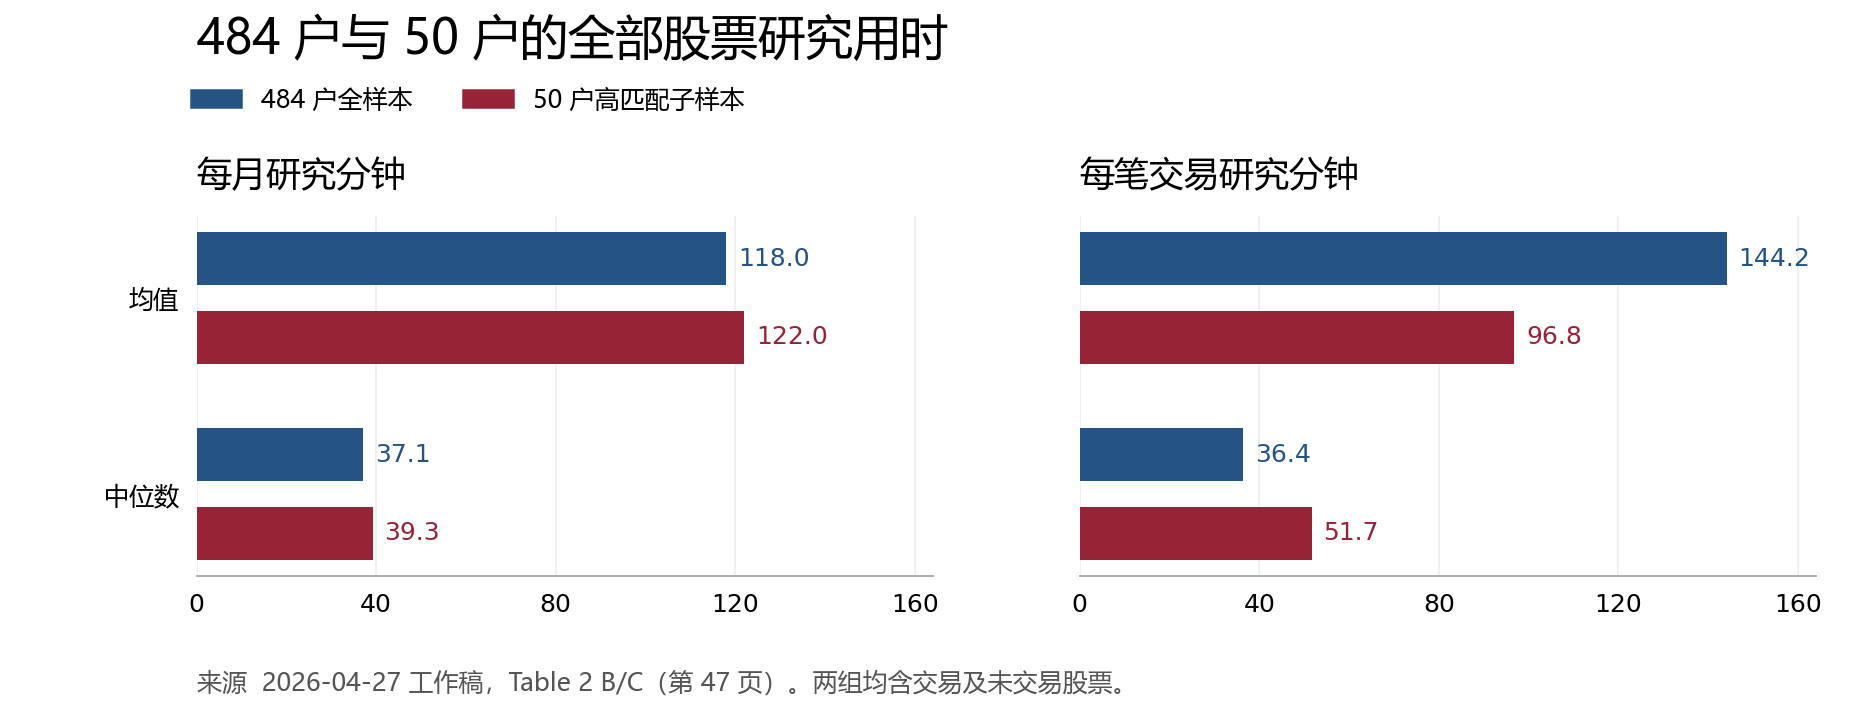 484 户与 50 户的全部股票研究用时
484 户全样本
50 户高匹配子样本
每月研究分钟
每笔交易研究分钟
均值
118.0
122.0
144.2
96.8
中位数
37.1
39.3
36.4
51.7
0 40 80 120 160
0 40 80 120 160
来源 2026-04-27 工作稿，Table 2 B/C（第 47 页）。两组均含交易及未交易股票。